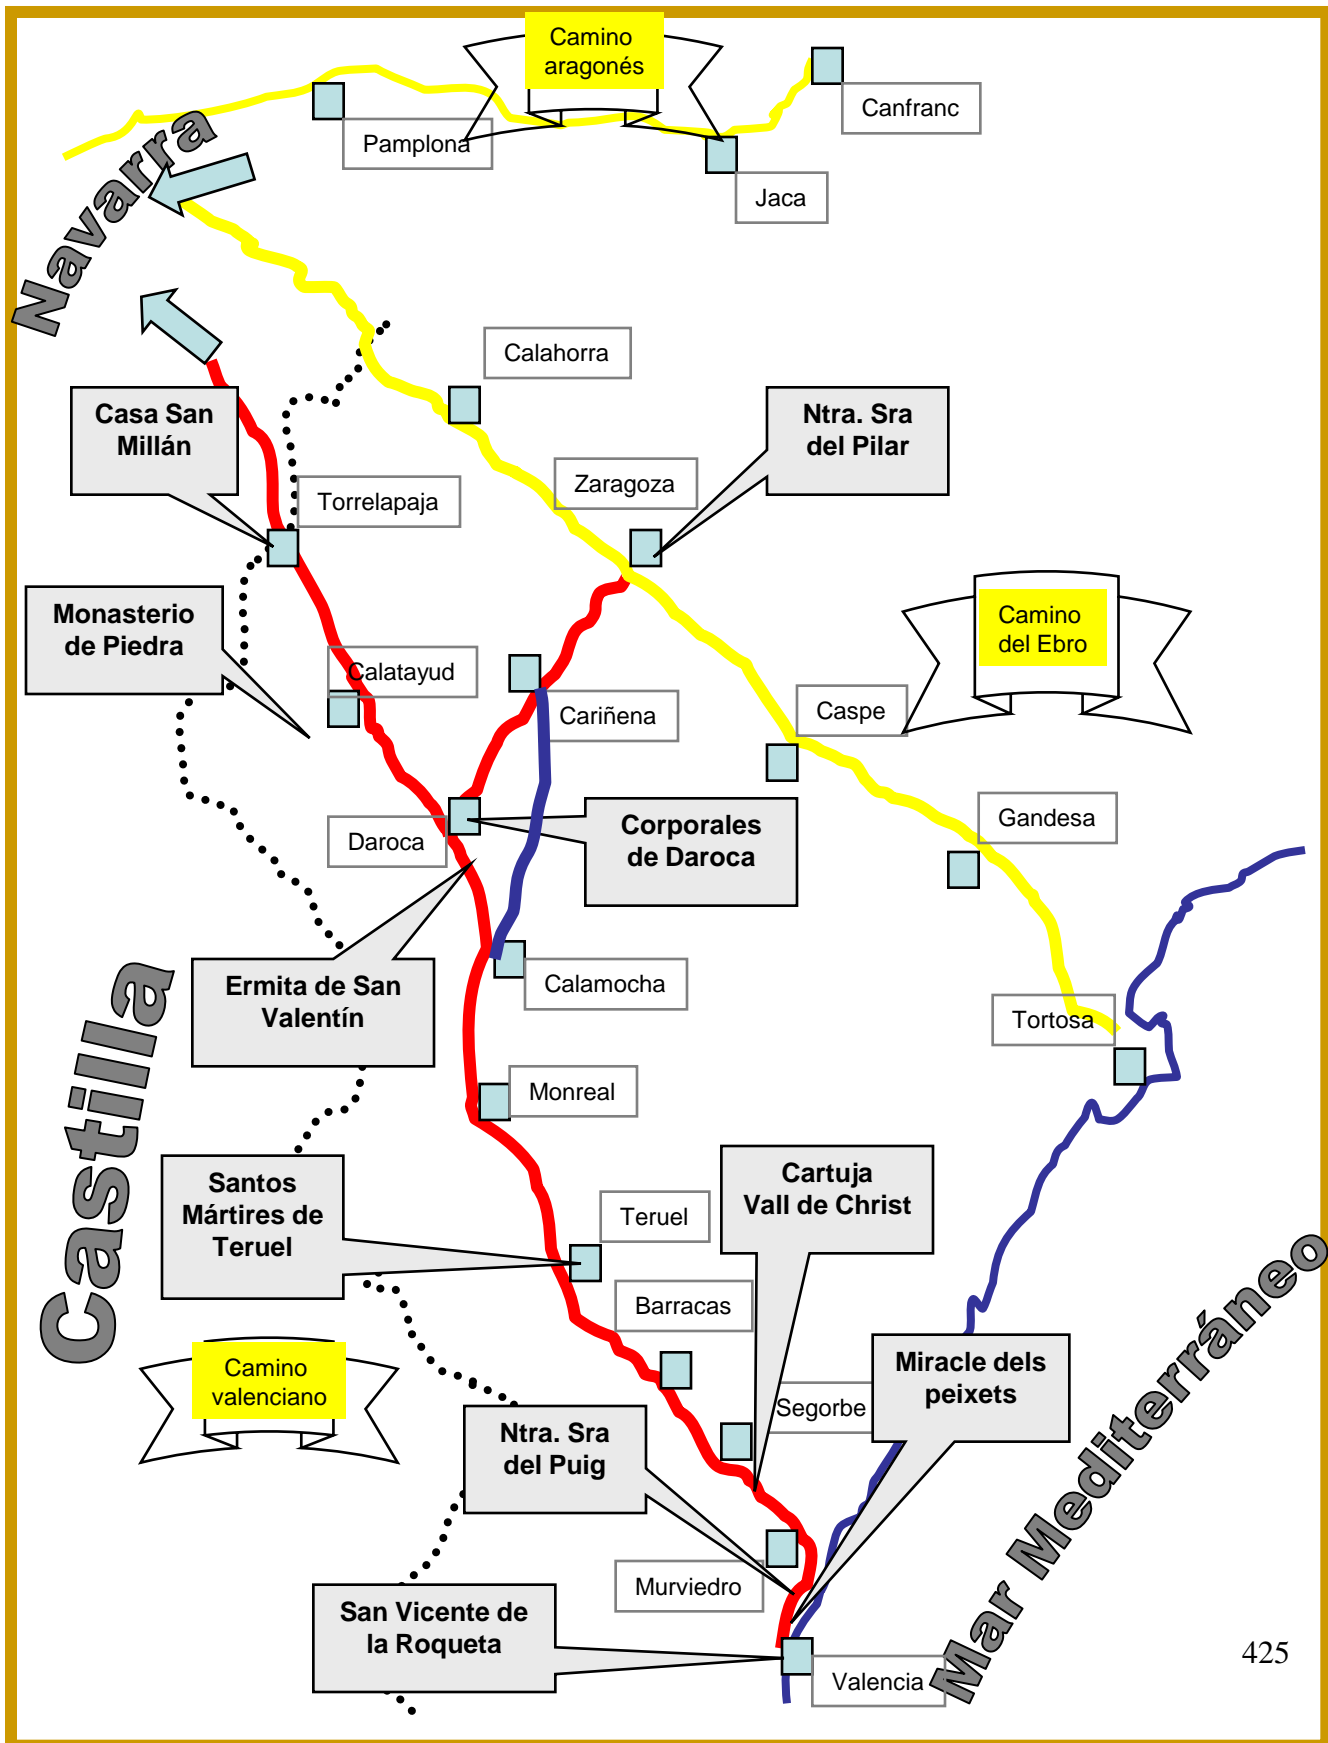 Camino
aragonés
Canfranc
Pamplona
Jaca
Navarra
Calahorra
Casa San
Millán
Ntra. Sra
del Pilar
Zaragoza
Torrelapaja
Monasterio
de Piedra
Camino
del Ebro
Calatayud
Cariñena
Caspe
Gandesa
Daroca
Corporales
de Daroca
Ermita de San
Valentín
Calamocha
Tortosa
Castilla
Monreal
Cartuja
Vall de Christ
Santos
Mártires de
Teruel
Teruel
Barracas
Mar Mediterráneo
Camino
valenciano
Miracle dels
peixets
Segorbe
Ntra. Sra
del Puig
Murviedro
San Vicente de
la Roqueta
Valencia
425